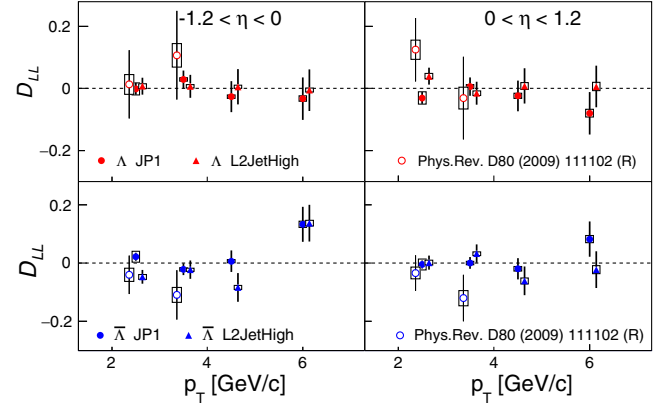 -1.2 < η < 0
0 < η < 1.2
D_LL
0.2
0
−0.2
Λ JP1
Λ L2JetHigh
Phys.Rev. D80 (2009) 111102 (R)
D_LL
0.2
0
−0.2
Λ̅ JP1
Λ̅ L2JetHigh
Phys.Rev. D80 (2009) 111102 (R)
2 4 6
2 4 6
p_T [GeV/c]
p_T [GeV/c]